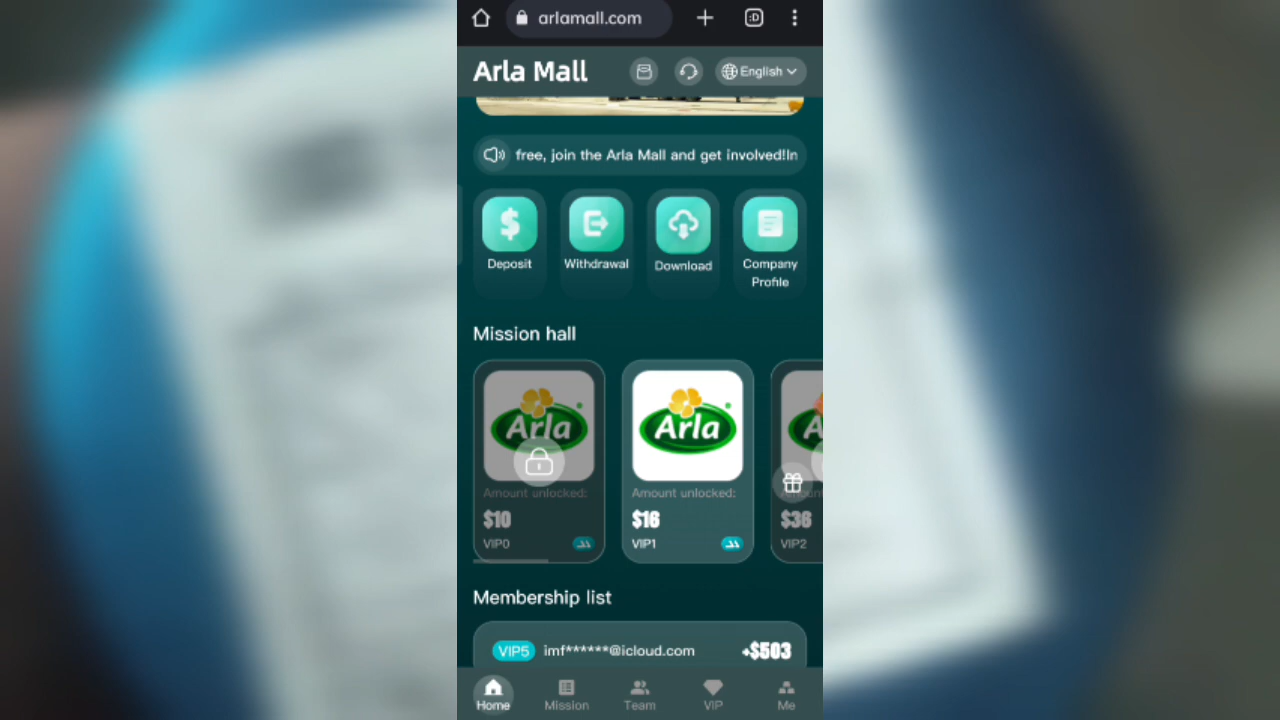 arlamall.com
:D
Arla Mall
English
free, join the Arla Mall and get involved!In
Deposit
Withdrawal
Download
Company
Profile
Mission hall
Arla
Arla
Amount unlocked:
Amount unlocked:
Amount
$10
$16
$36
VIP0
VIP1
VIP2
Membership list
VIP5 imf******@icloud.com +$503
Home
Mission
Team
VIP
Me